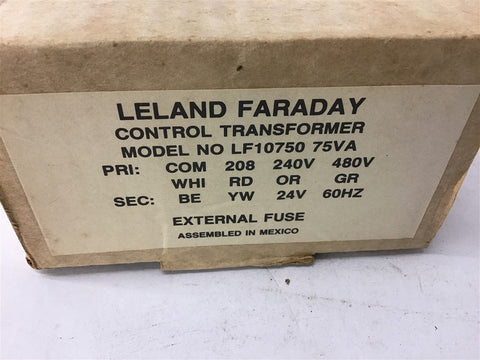 LELAND FARADAY
CONTROL TRANSFORMER
MODEL NO LF10750 75VA
PRI: COM 208 240V 480V
WHI RD OR GR
SEC: BE YW 24V 60HZ
EXTERNAL FUSE
ASSEMBLED IN MEXICO